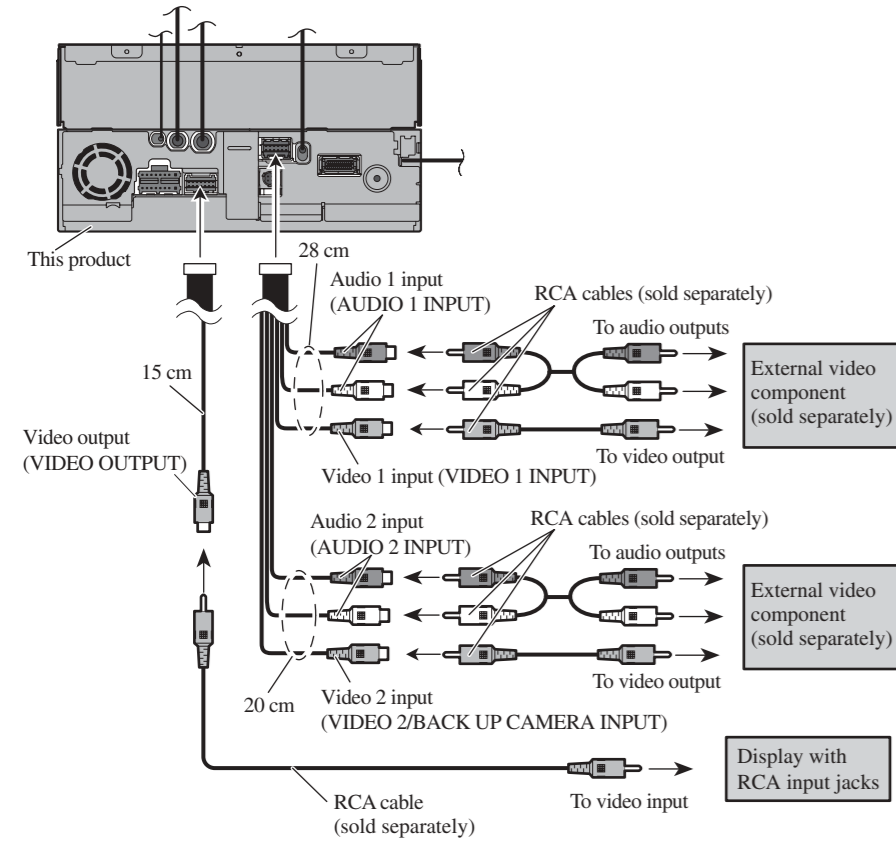 This product
28 cm
Audio 1 input
(AUDIO 1 INPUT)
RCA cables (sold separately)
To audio outputs
External video
component
(sold separately)
15 cm
To video output
Video 1 input (VIDEO 1 INPUT)
Video output
(VIDEO OUTPUT)
Audio 2 input
(AUDIO 2 INPUT)
RCA cables (sold separately)
To audio outputs
External video
component
(sold separately)
To video output
20 cm
Video 2 input
(VIDEO 2/BACK UP CAMERA INPUT)
Display with
RCA input jacks
RCA cable
(sold separately)
To video input